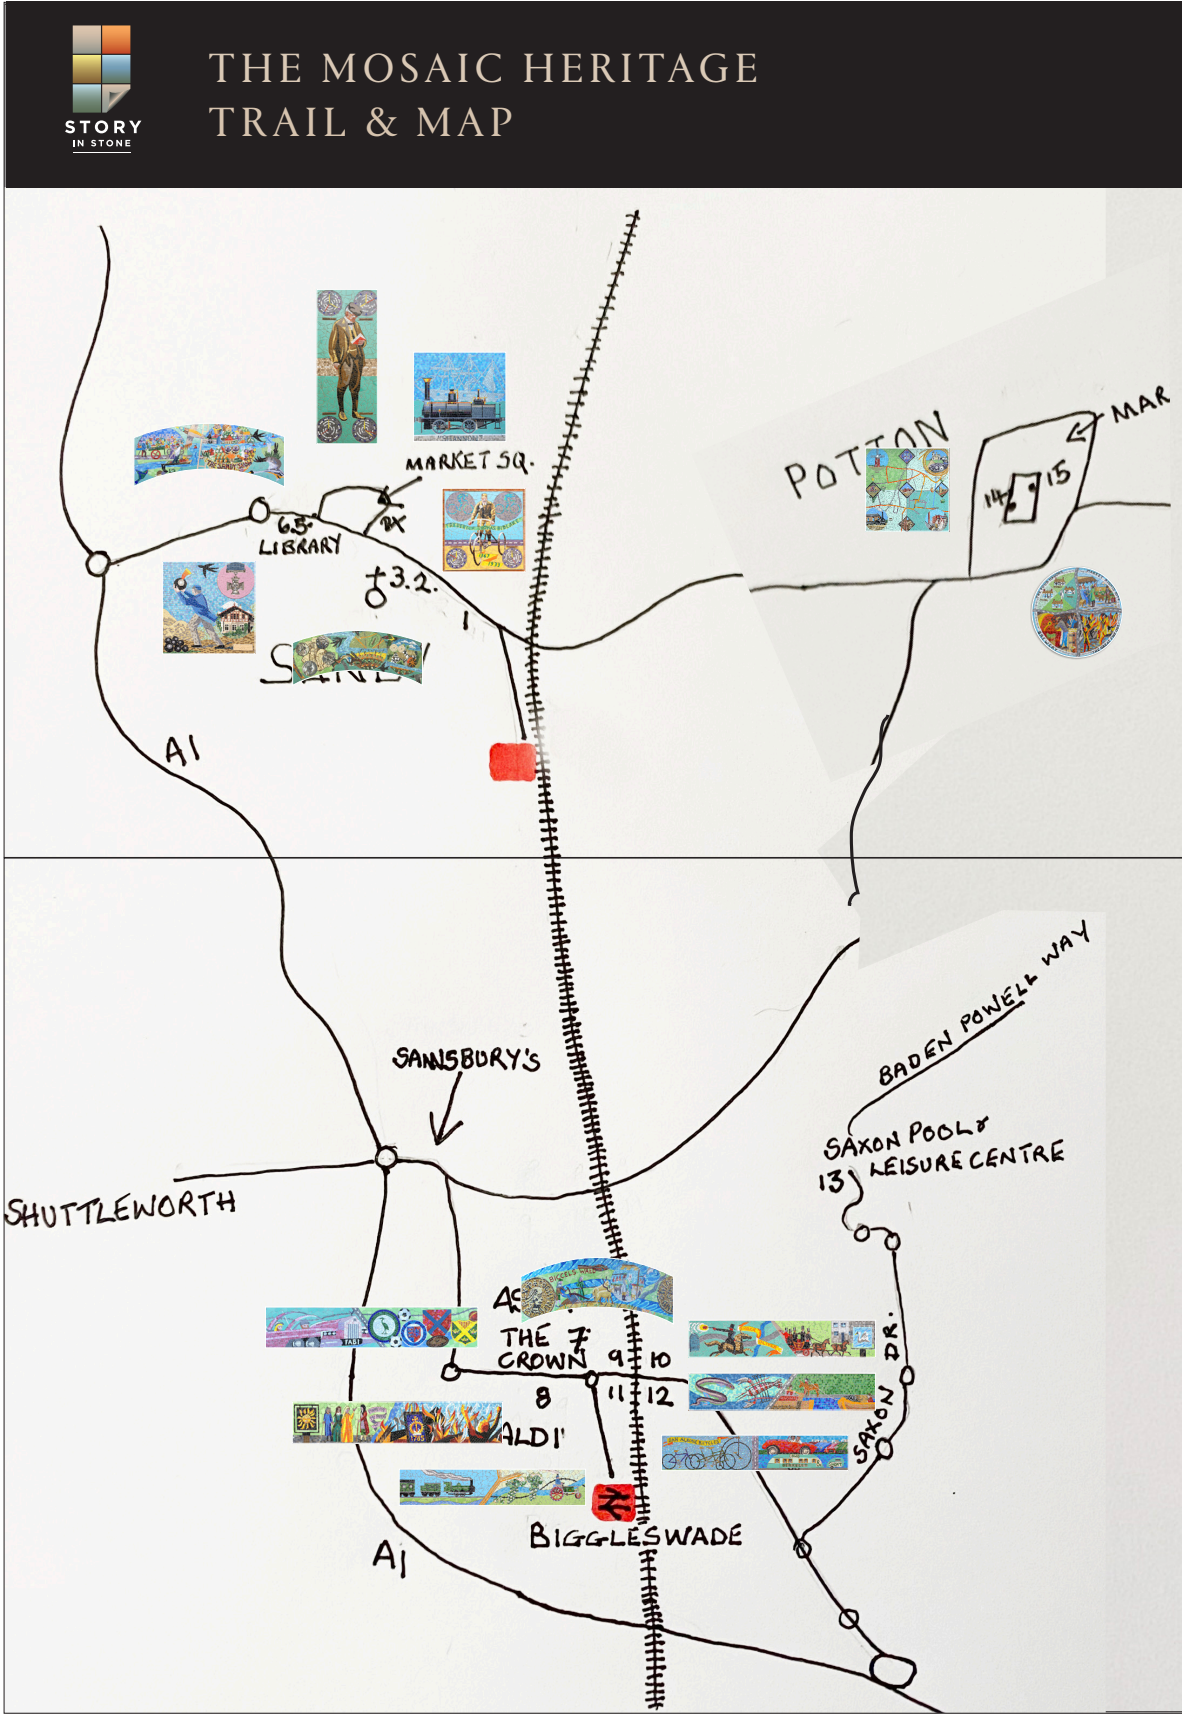 STORY
IN STONE
THE MOSAIC HERITAGE
TRAIL & MAP
MAR
POTTON
15
14
MARKET SQ.
6 5
LIBRARY
3.2.
1
A1
BADEN POWELL WAY
SANSBURY'S
SAXON POOL &
LEISURE CENTRE
13
SHUTTLEWORTH
AS
THE 7
CROWN
9 10
8
11 12
ALDI
SAXON DR.
BIGGLESWADE
A1